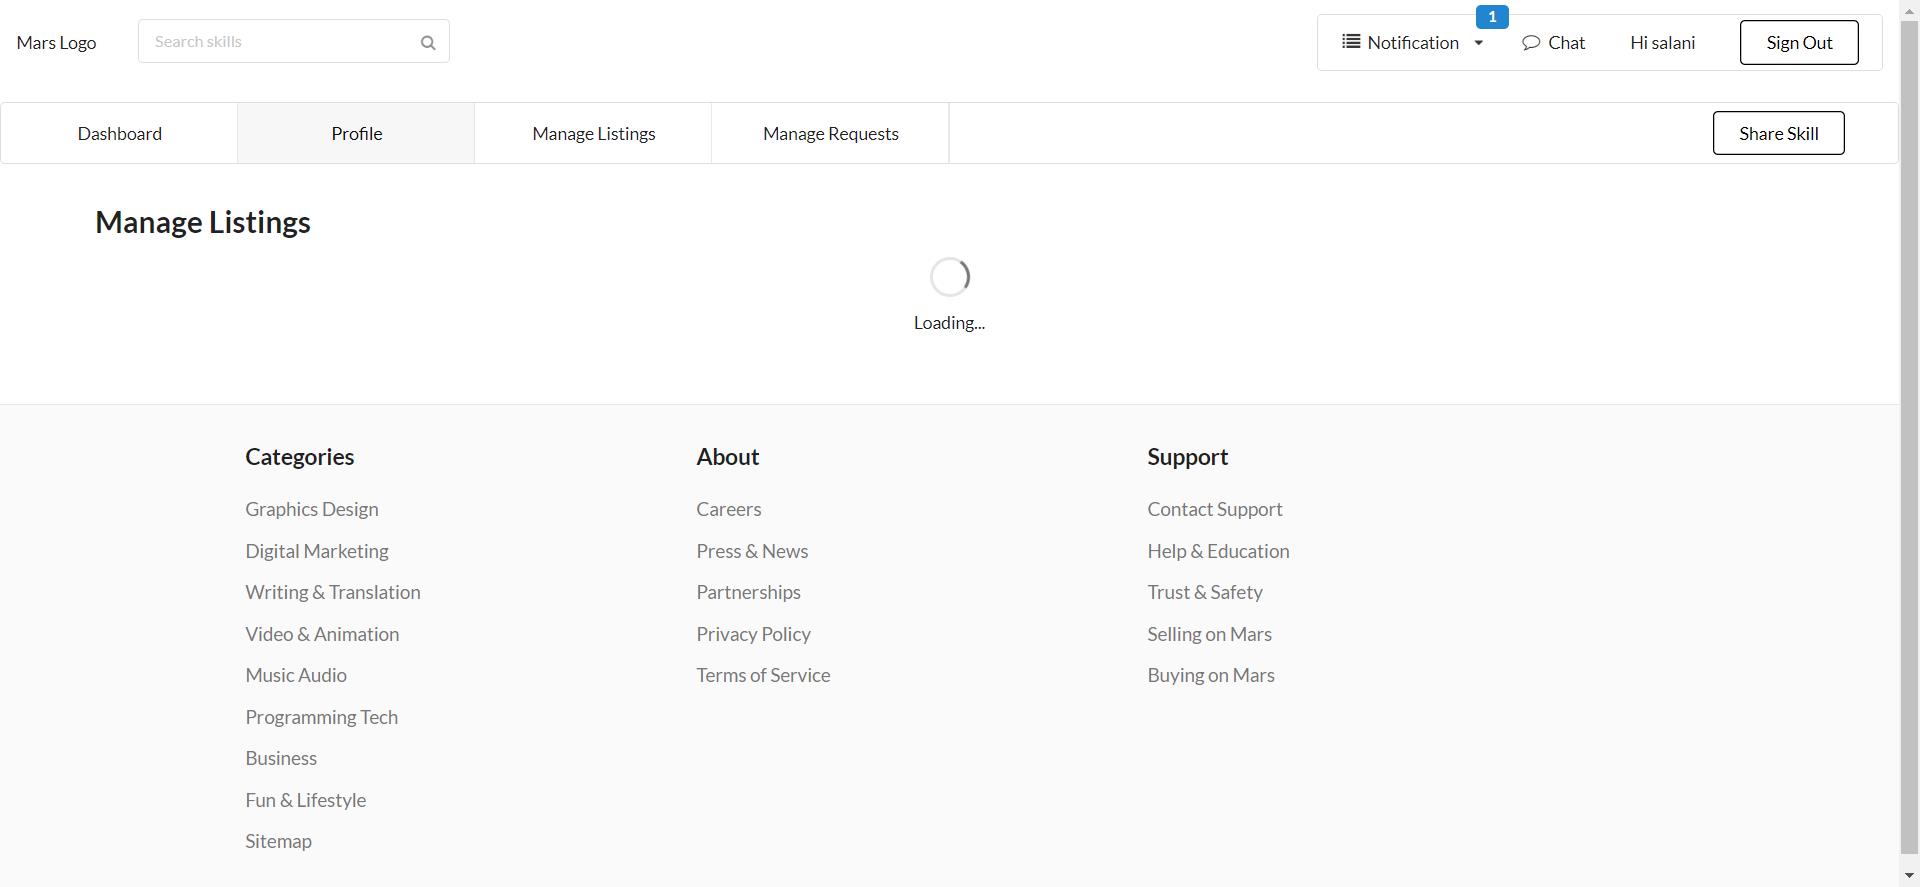 Mars Logo
Search skills
1
Notification
Chat
Hi salani
Sign Out
Dashboard
Profile
Manage Listings
Manage Requests
Share Skill
Manage Listings
Loading...
Categories
Graphics Design
Digital Marketing
Writing & Translation
Video & Animation
Music Audio
Programming Tech
Business
Fun & Lifestyle
Sitemap
About
Careers
Press & News
Partnerships
Privacy Policy
Terms of Service
Support
Contact Support
Help & Education
Trust & Safety
Selling on Mars
Buying on Mars